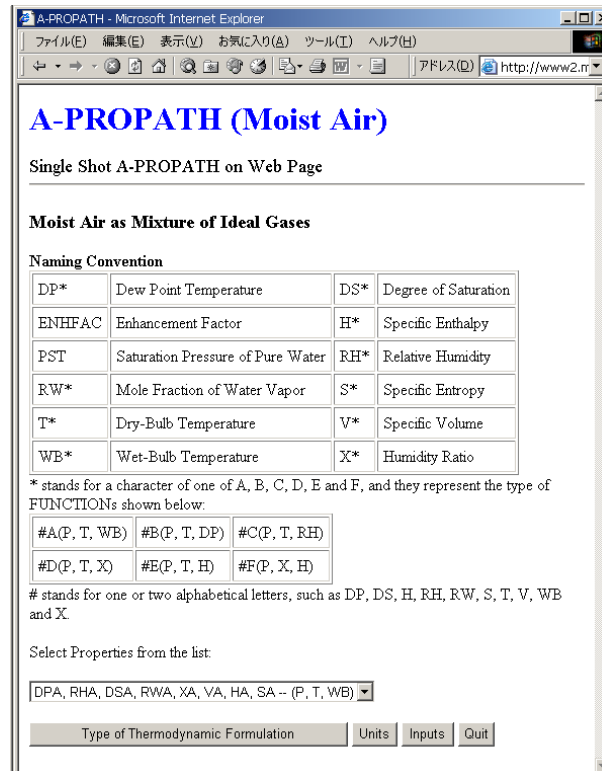 A-PROPATH - Microsoft Internet Explorer
ファイル(F) 編集(E) 表示(V) お気に入り(A) ツール(T) ヘルプ(H)
アドレス(D) http://www2.m
A-PROPATH (Moist Air)
Single Shot A-PROPATH on Web Page
Moist Air as Mixture of Ideal Gases
Naming Convention
DP* Dew Point Temperature DS* Degree of Saturation
ENHFAC Enhancement Factor H* Specific Enthalpy
PST Saturation Pressure of Pure Water RH* Relative Humidity
RW* Mole Fraction of Water Vapor S* Specific Entropy
T* Dry-Bulb Temperature V* Specific Volume
WB* Wet-Bulb Temperature X* Humidity Ratio
* stands for a character of one of A, B, C, D, E and F, and they represent the type of
FUNCTIONs shown below:
#A(P, T, WB) #B(P, T, DP) #C(P, T, RH)
#D(P, T, X) #E(P, T, H) #F(P, X, H)
# stands for one or two alphabetical letters, such as DP, DS, H, RH, RW, S, T, V, WB
and X.
Select Properties from the list:
DPA, RHA, DSA, RWA, XA, VA, HA, SA -- (P, T, WB)
Type of Thermodynamic Formulation Units Inputs Quit